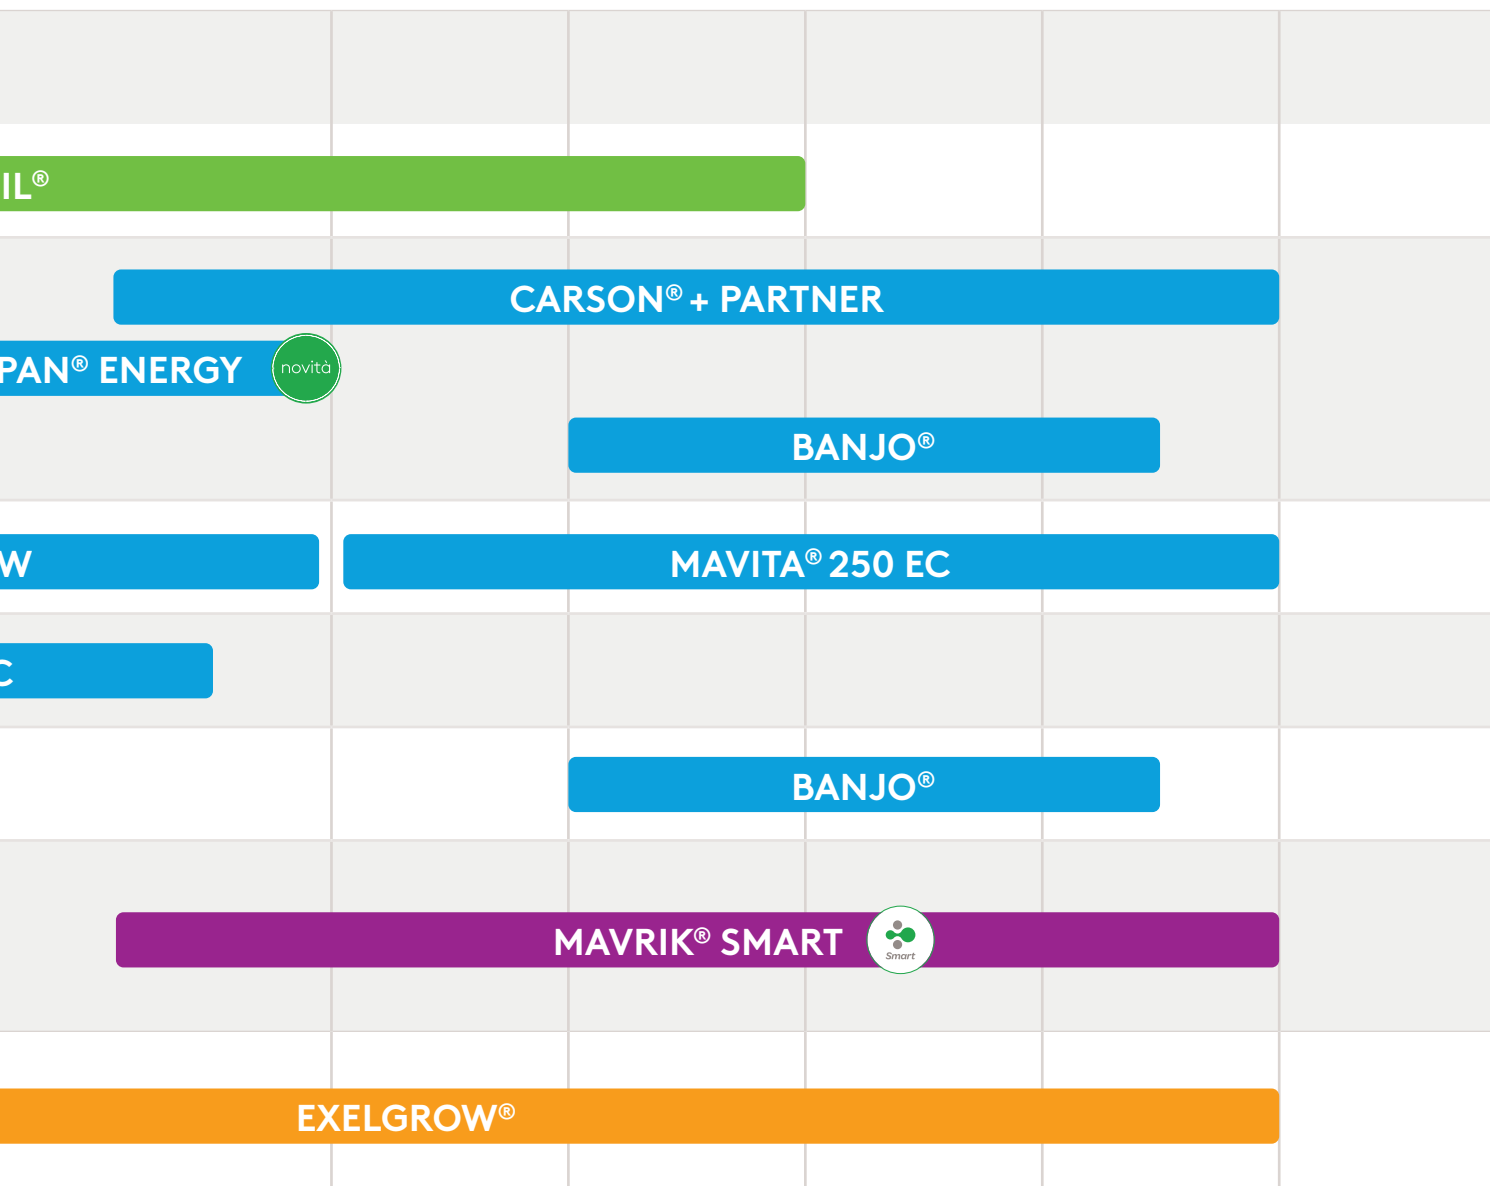 IL®
CARSON® + PARTNER
PAN® ENERGY
novità
BANJO®
W
MAVITA® 250 EC
C
BANJO®
MAVRIK® SMART
Smart
EXELGROW®